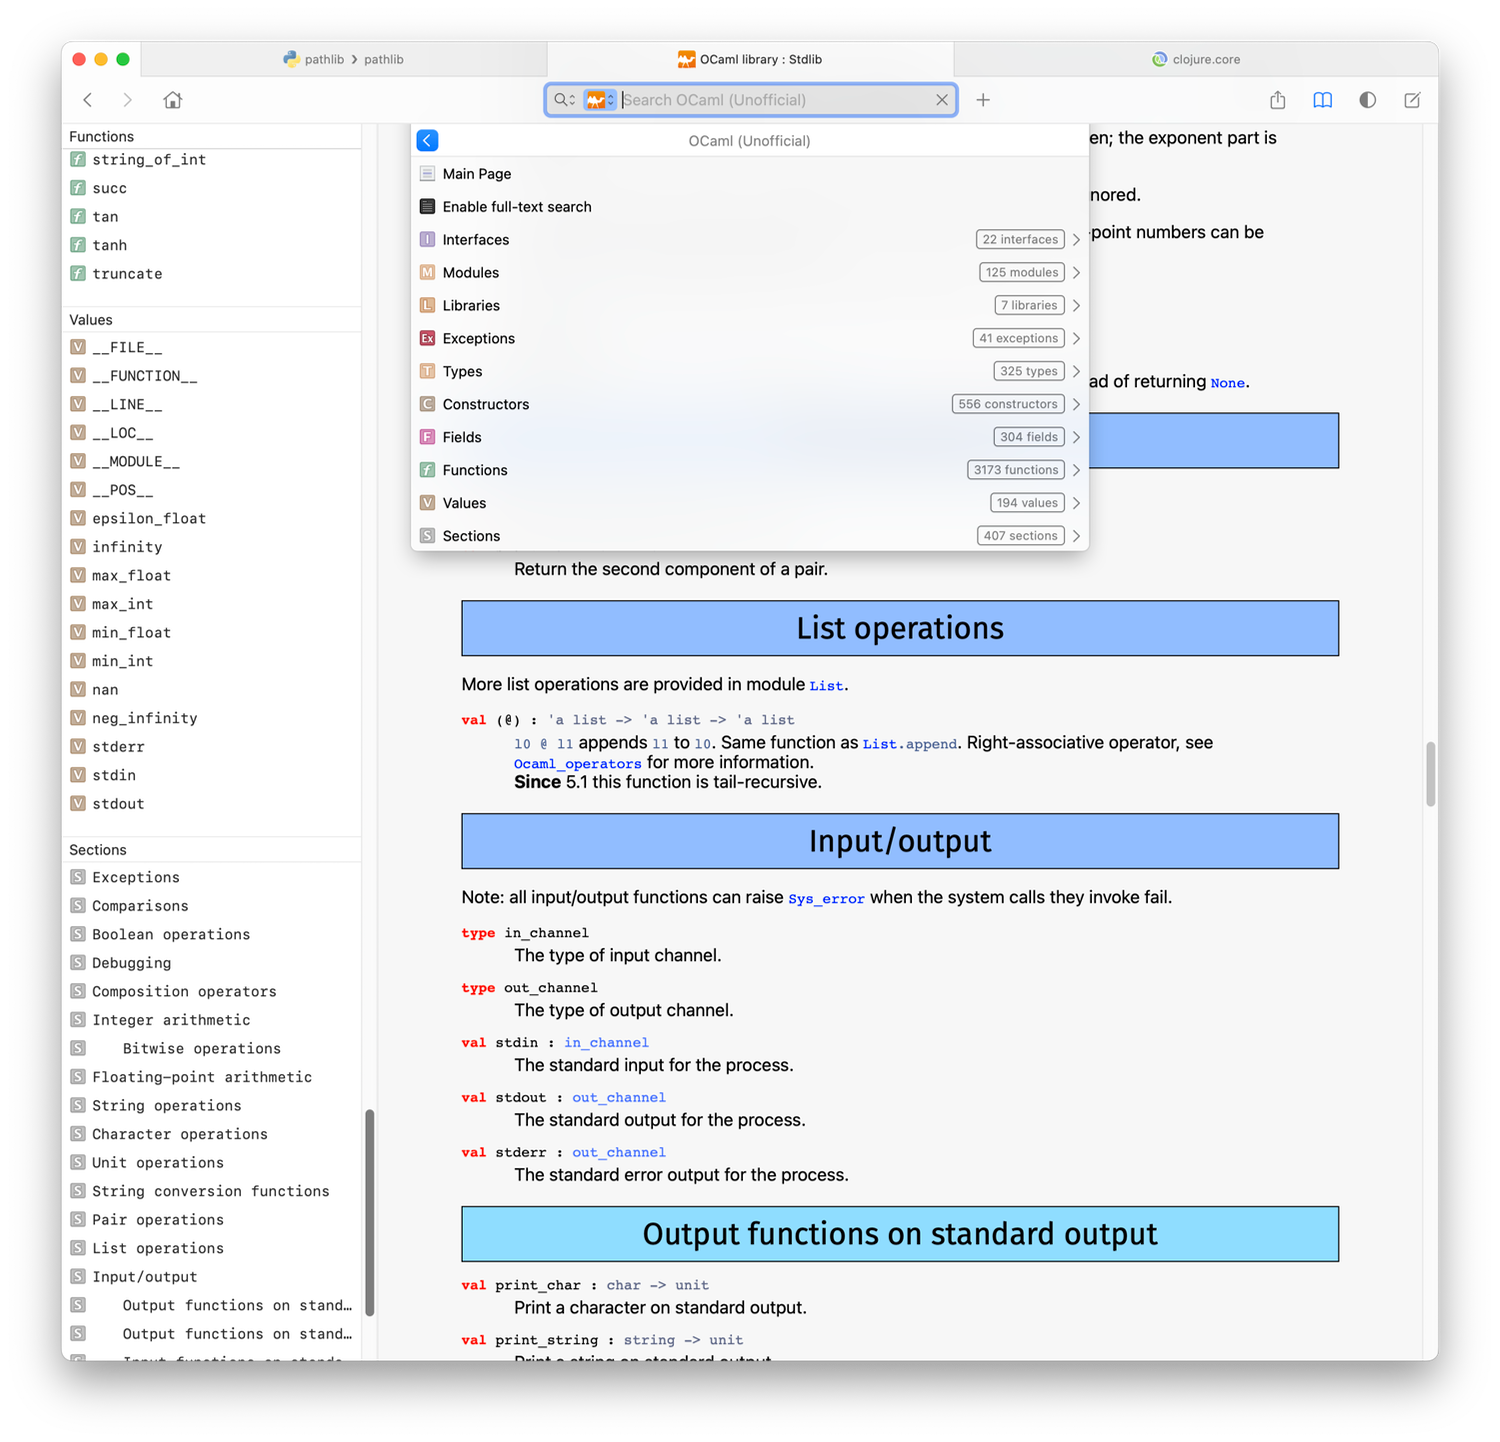 pathlib › pathlib
OCaml library : Stdlib
clojure.core
Search OCaml (Unofficial)
Functions
string_of_int
succ
tan
tanh
truncate
Values
__FILE__
__FUNCTION__
__LINE__
__LOC__
__MODULE__
__POS__
epsilon_float
infinity
max_float
max_int
min_float
min_int
nan
neg_infinity
stderr
stdin
stdout
Sections
S Exceptions
S Comparisons
S Boolean operations
S Debugging
S Composition operators
S Integer arithmetic
S Bitwise operations
S Floating-point arithmetic
S String operations
S Character operations
S Unit operations
S String conversion functions
S Pair operations
S List operations
S Input/output
S Output functions on stand…
S Output functions on stand…
OCaml (Unofficial)
Main Page
Enable full-text search
I Interfaces 22 interfaces
M Modules 125 modules
L Libraries 7 libraries
Ex Exceptions 41 exceptions
T Types 325 types
C Constructors 556 constructors
F Fields 304 fields
f Functions 3173 functions
V Values 194 values
S Sections 407 sections
en; the exponent part is
nored.
-point numbers can be
ad of returning None.
Return the second component of a pair.
List operations
More list operations are provided in module List.
val (@) : 'a list -> 'a list -> 'a list
l0 @ l1 appends l1 to l0. Same function as List.append. Right-associative operator, see
Ocaml_operators for more information.
Since 5.1 this function is tail-recursive.
Input/output
Note: all input/output functions can raise Sys_error when the system calls they invoke fail.
type in_channel
The type of input channel.
type out_channel
The type of output channel.
val stdin : in_channel
The standard input for the process.
val stdout : out_channel
The standard output for the process.
val stderr : out_channel
The standard error output for the process.
Output functions on standard output
val print_char : char -> unit
Print a character on standard output.
val print_string : string -> unit
Print a string on standard output